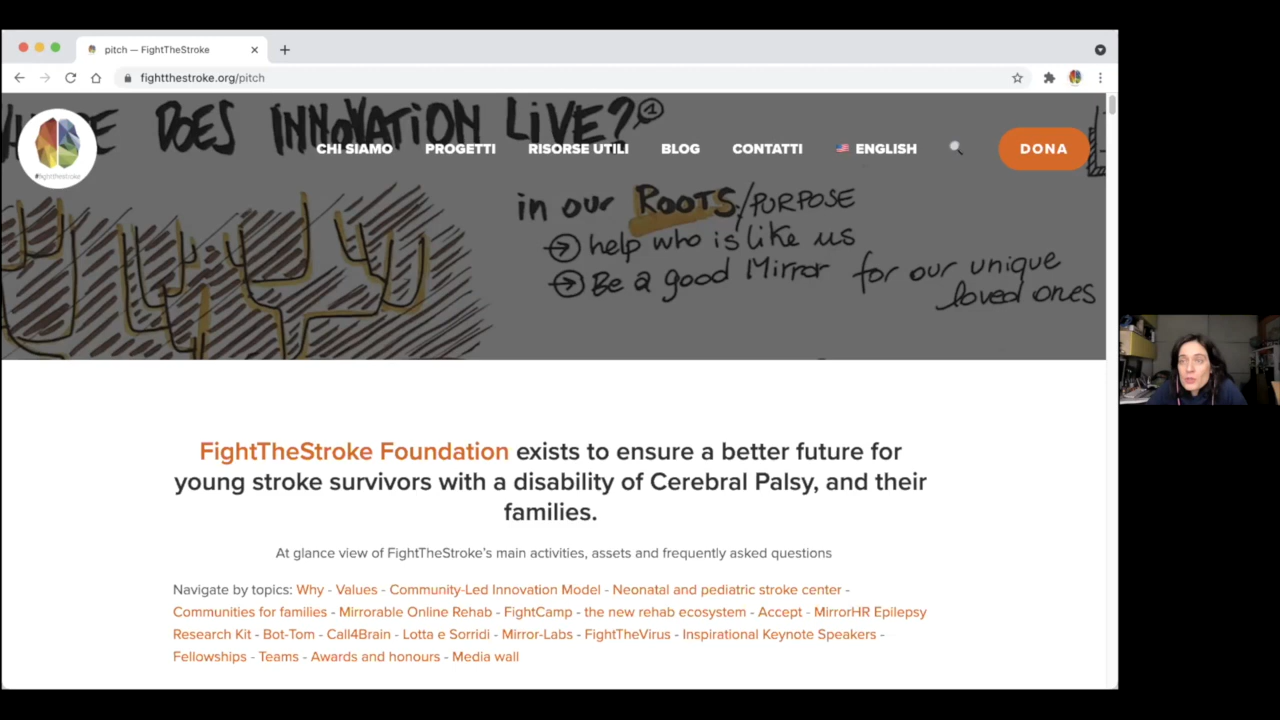 pitch — FightTheStroke
fightthestroke.org/pitch
DOES INNOVATION LIVE?
CHI SIAMO PROGETTI RISORSE UTILI BLOG CONTATTI ENGLISH DONA
#fightthestroke
in our ROOTS/PURPOSE
help who is like us
Be a good Mirror for our unique
loved ones
FightTheStroke Foundation exists to ensure a better future for
young stroke survivors with a disability of Cerebral Palsy, and their
families.
At glance view of FightTheStroke’s main activities, assets and frequently asked questions
Navigate by topics: Why - Values - Community-Led Innovation Model - Neonatal and pediatric stroke center -
Communities for families - Mirrorable Online Rehab - FightCamp - the new rehab ecosystem - Accept - MirrorHR Epilepsy
Research Kit - Bot-Tom - Call4Brain - Lotta e Sorridi - Mirror-Labs - FightTheVirus - Inspirational Keynote Speakers -
Fellowships - Teams - Awards and honours - Media wall